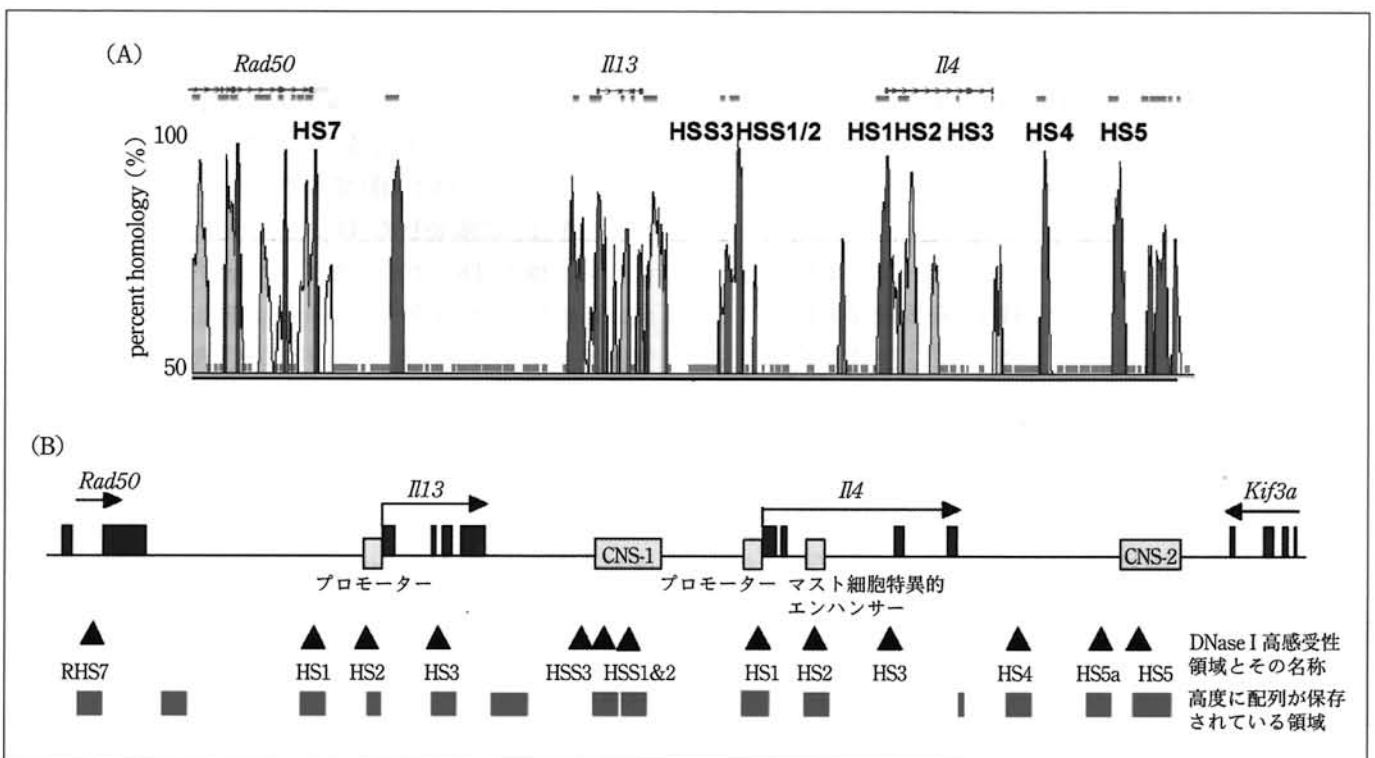 (A)
Rad50 Il13 Il4
HS7 HSS3 HSS1/2 HS1 HS2 HS3 HS4 HS5
100
percent homology (%)
50
(B)
Rad50 Il13 Il4 Kif3a
CNS-1 CNS-2
プロモーター プロモーター マスト細胞特異的
エンハンサー
DNase I 高感受性
領域とその名称
RHS7 HS1 HS2 HS3 HSS3 HSS1&2 HS1 HS2 HS3 HS4 HS5a HS5
高度に配列が保存
されている領域